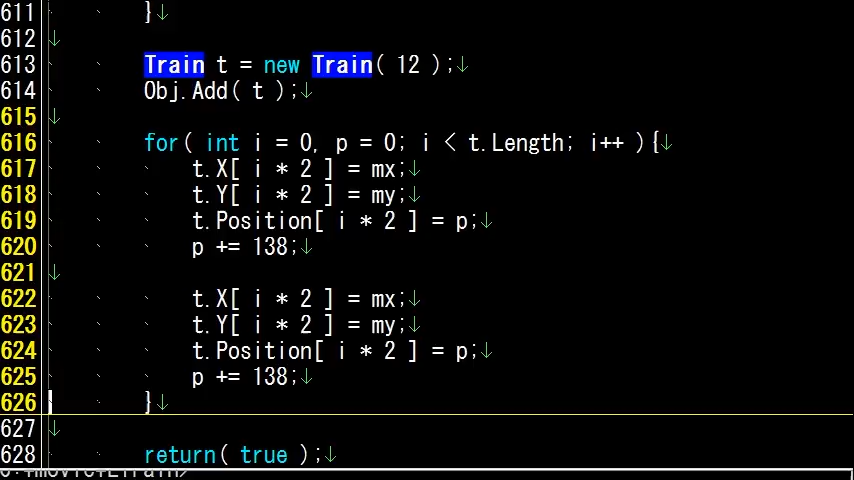 611 }↓
612 ↓
613 Train t = new Train( 12 );↓
614 Obj.Add( t );↓
615 ↓
616 for( int i = 0, p = 0; i < t.Length; i++ ){↓
617 t.X[ i * 2 ] = mx;↓
618 t.Y[ i * 2 ] = my;↓
619 t.Position[ i * 2 ] = p;↓
620 p += 138;↓
621 ↓
622 t.X[ i * 2 ] = mx;↓
623 t.Y[ i * 2 ] = my;↓
624 t.Position[ i * 2 ] = p;↓
625 p += 138;↓
626 }↓
627 ↓
628 return( true );↓